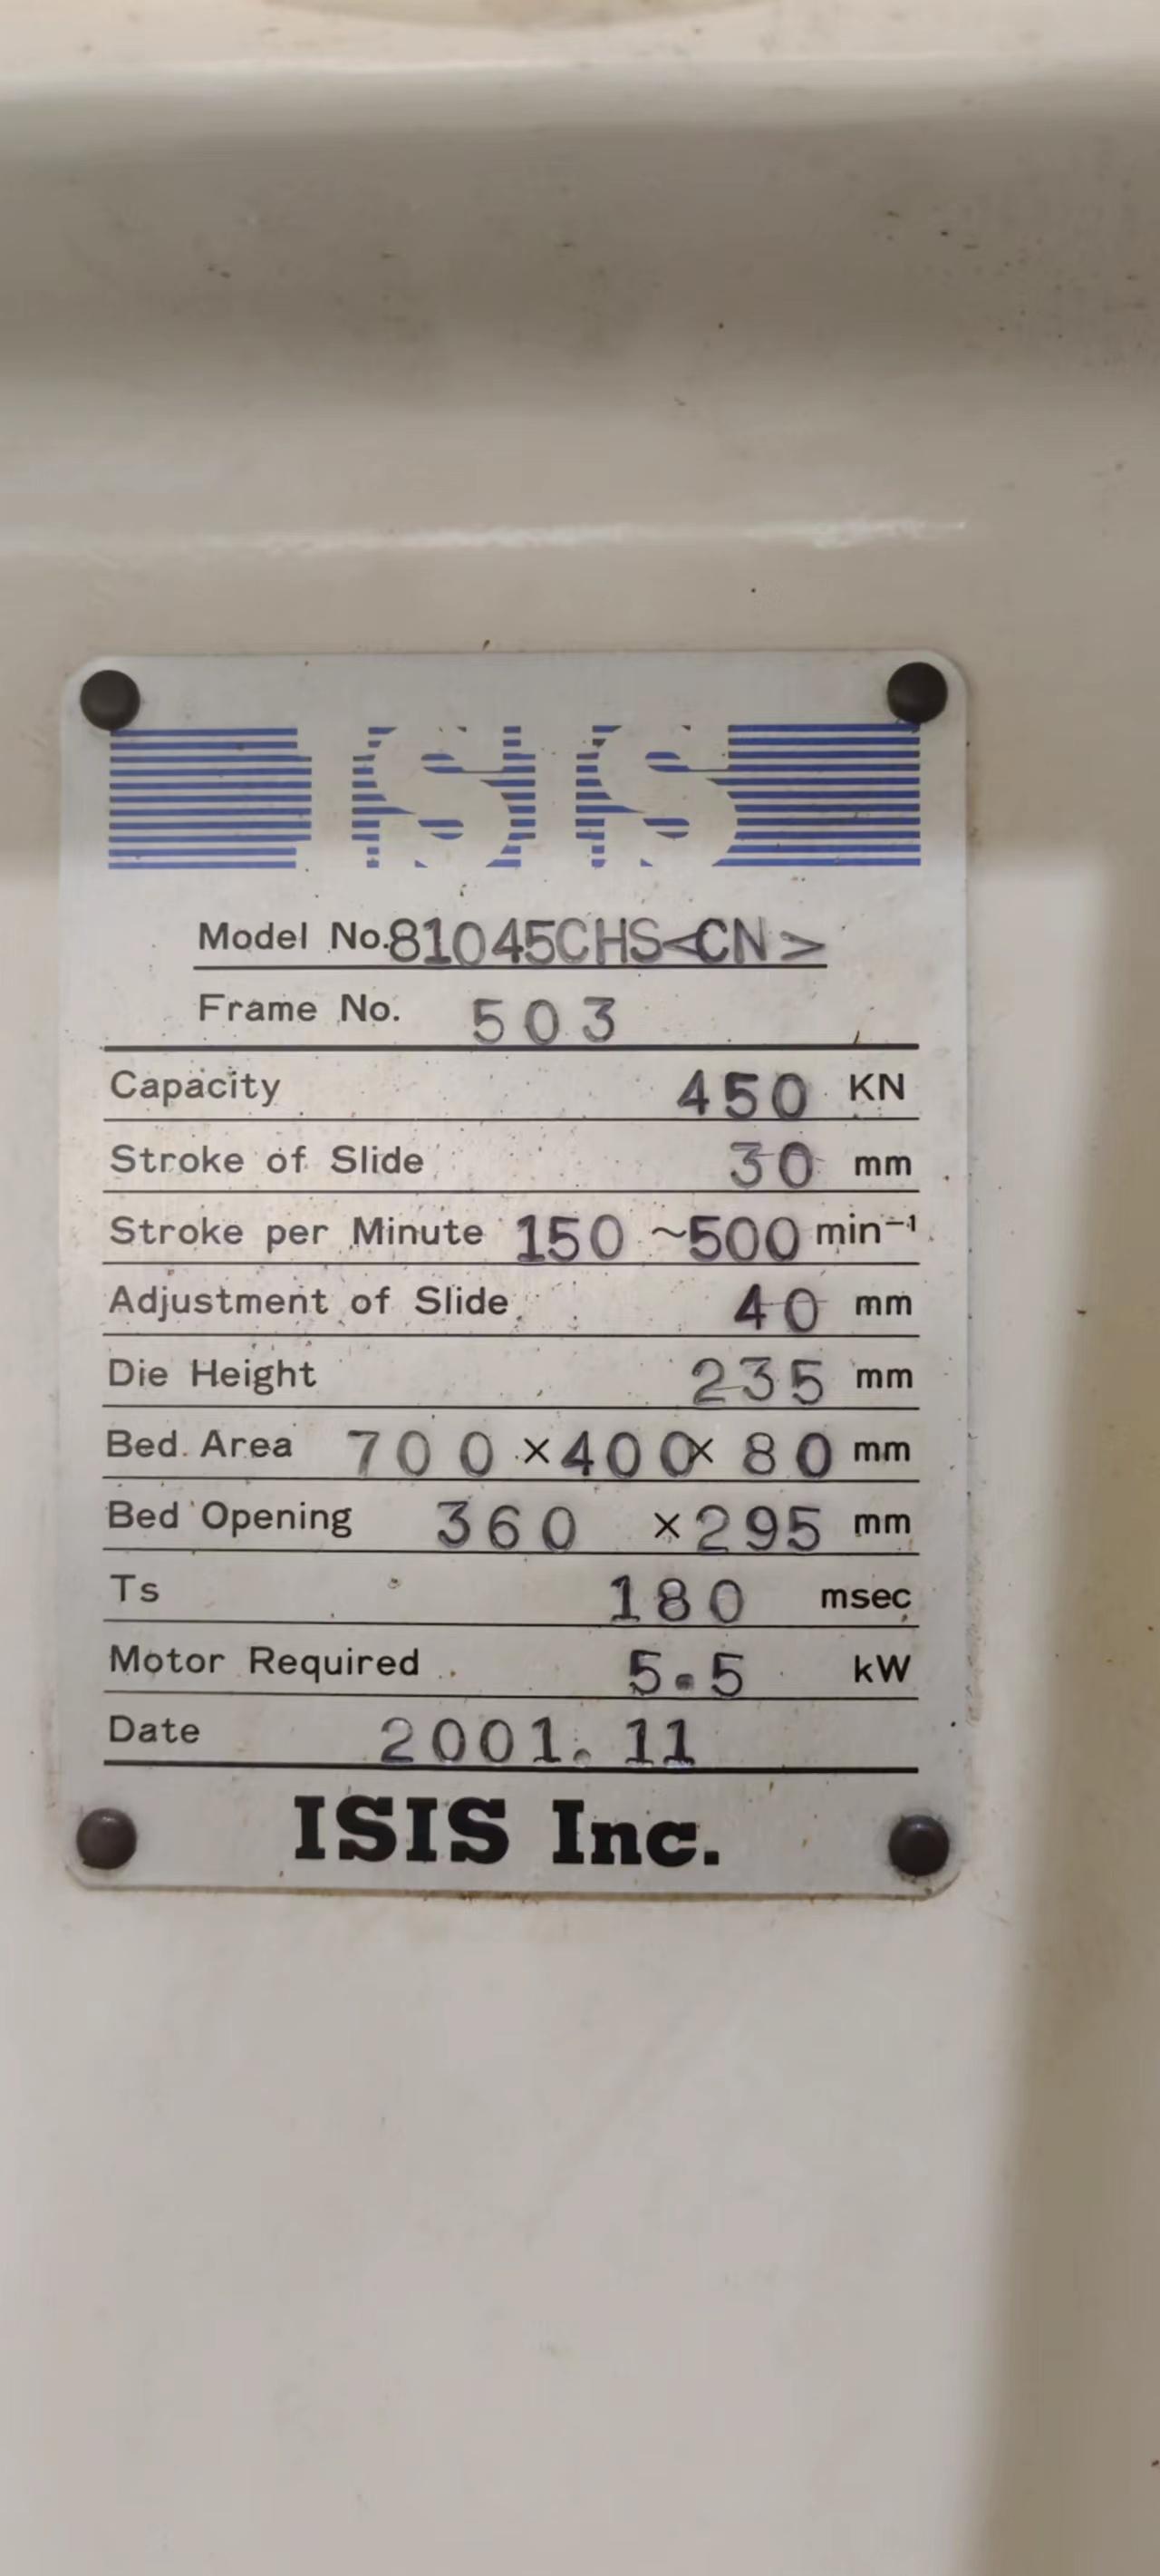 ISIS
Model No. 81045CHS<CN>
Frame No. 503
Capacity 450 KN
Stroke of Slide 30 mm
Stroke per Minute 150 ~500 min⁻¹
Adjustment of Slide 40 mm
Die Height 235 mm
Bed Area 700 ×400× 80 mm
Bed Opening 360 ×295 mm
Ts 180 msec
Motor Required 5.5 kW
Date 2001. 11
ISIS Inc.